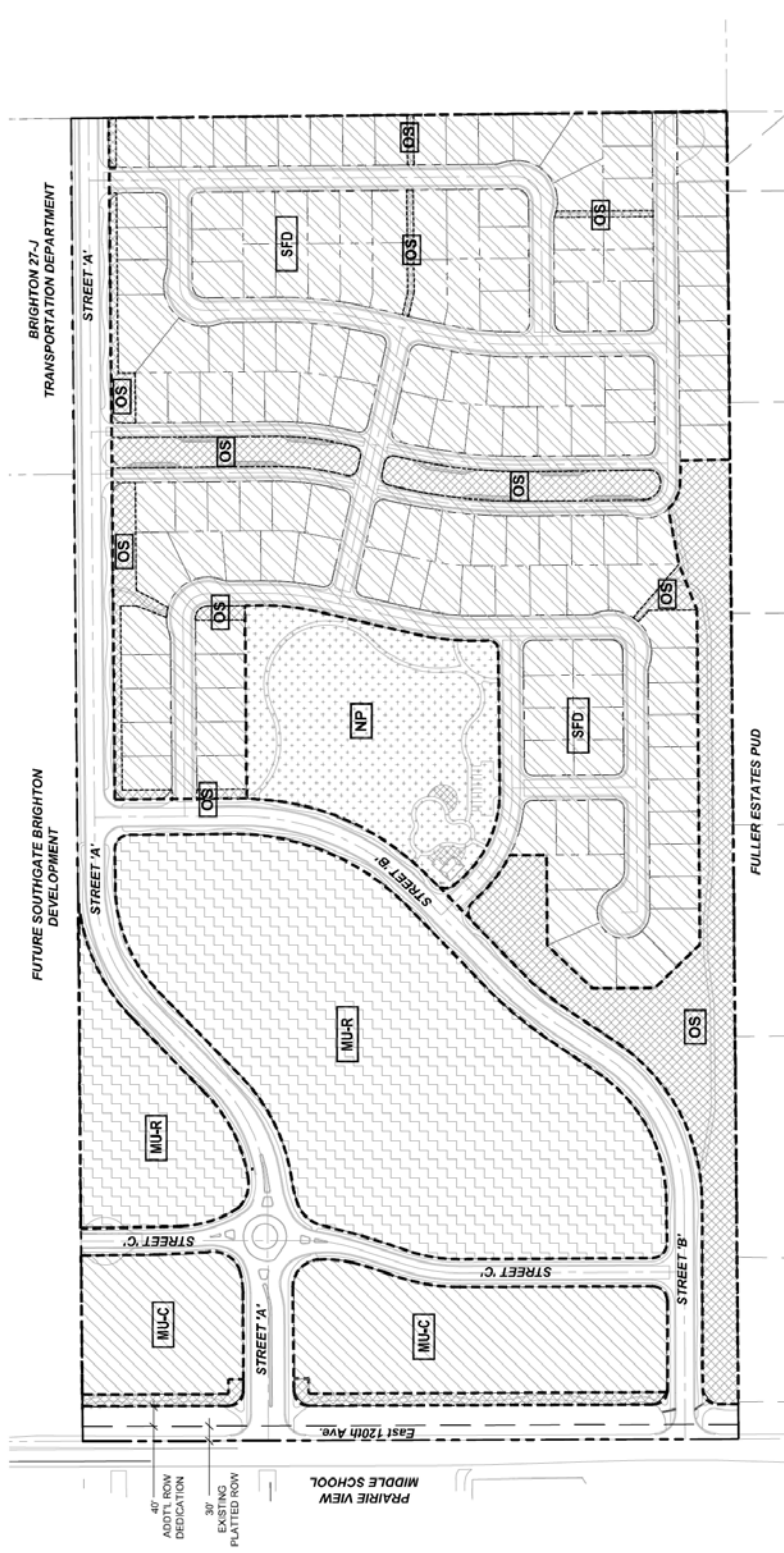 BRIGHTON 27-J
TRANSPORTATION DEPARTMENT
STREET 'A'
OS
OS
SFD
OS
OS
OS
OS
OS
OS
OS
OS
FUTURE SOUTHGATE BRIGHTON
DEVELOPMENT
NP
SFD
OS
STREET 'A'
STREET 'B'
FULLER ESTATES PUD
MU-R
OS
MU-R
STREET 'C'
STREET 'C'
STREET 'B'
MU-C
STREET 'A'
MU-C
East 120th Ave.
40'
ADDT'L ROW
DEDICATION
30'
EXISTING
PLATTED ROW
PRAIRIE VIEW
MIDDLE SCHOOL